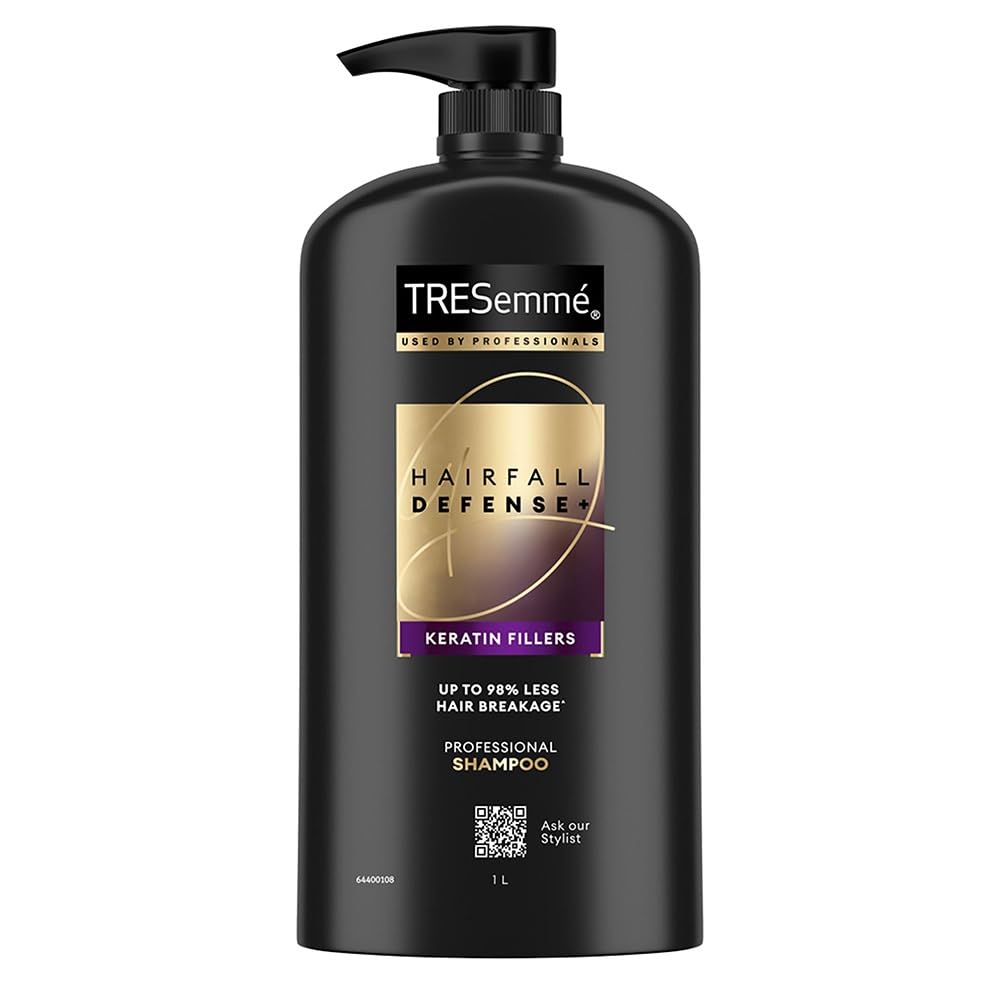 TRESemmé®
USED BY PROFESSIONALS
HAIRFALL
DEFENSE+
KERATIN FILLERS
UP TO 98% LESS
HAIR BREAKAGE^
PROFESSIONAL
SHAMPOO
Ask our
Stylist
64400108
1 L